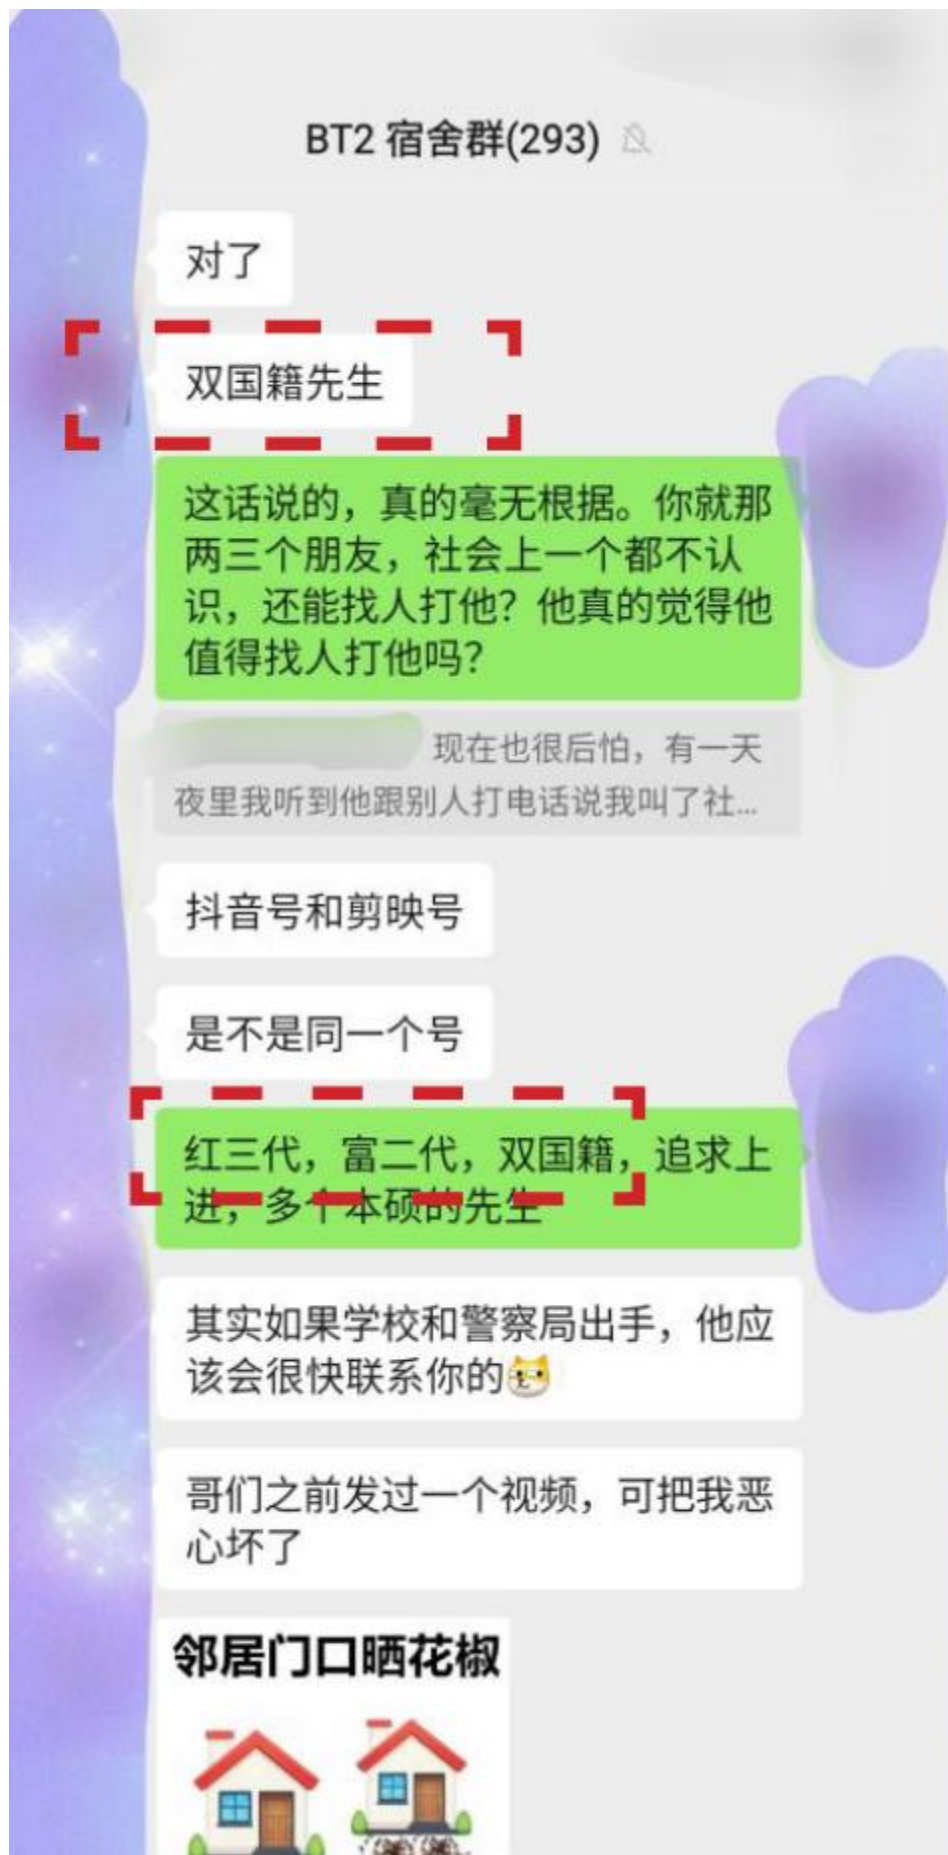 BT2 宿舍群(293)
对了
双国籍先生
这话说的，真的毫无根据。你就那
两三个朋友，社会上一个都不认
识，还能找人打他？他真的觉得他
值得找人打他吗？
现在也很后怕，有一天
夜里我听到他跟别人打电话说我叫了社...
抖音号和剪映号
是不是同一个号
红三代，富二代，双国籍，追求上
进，多个本硕的先生
其实如果学校和警察局出手，他应
该会很快联系你的
哥们之前发过一个视频，可把我恶
心坏了
邻居门口晒花椒